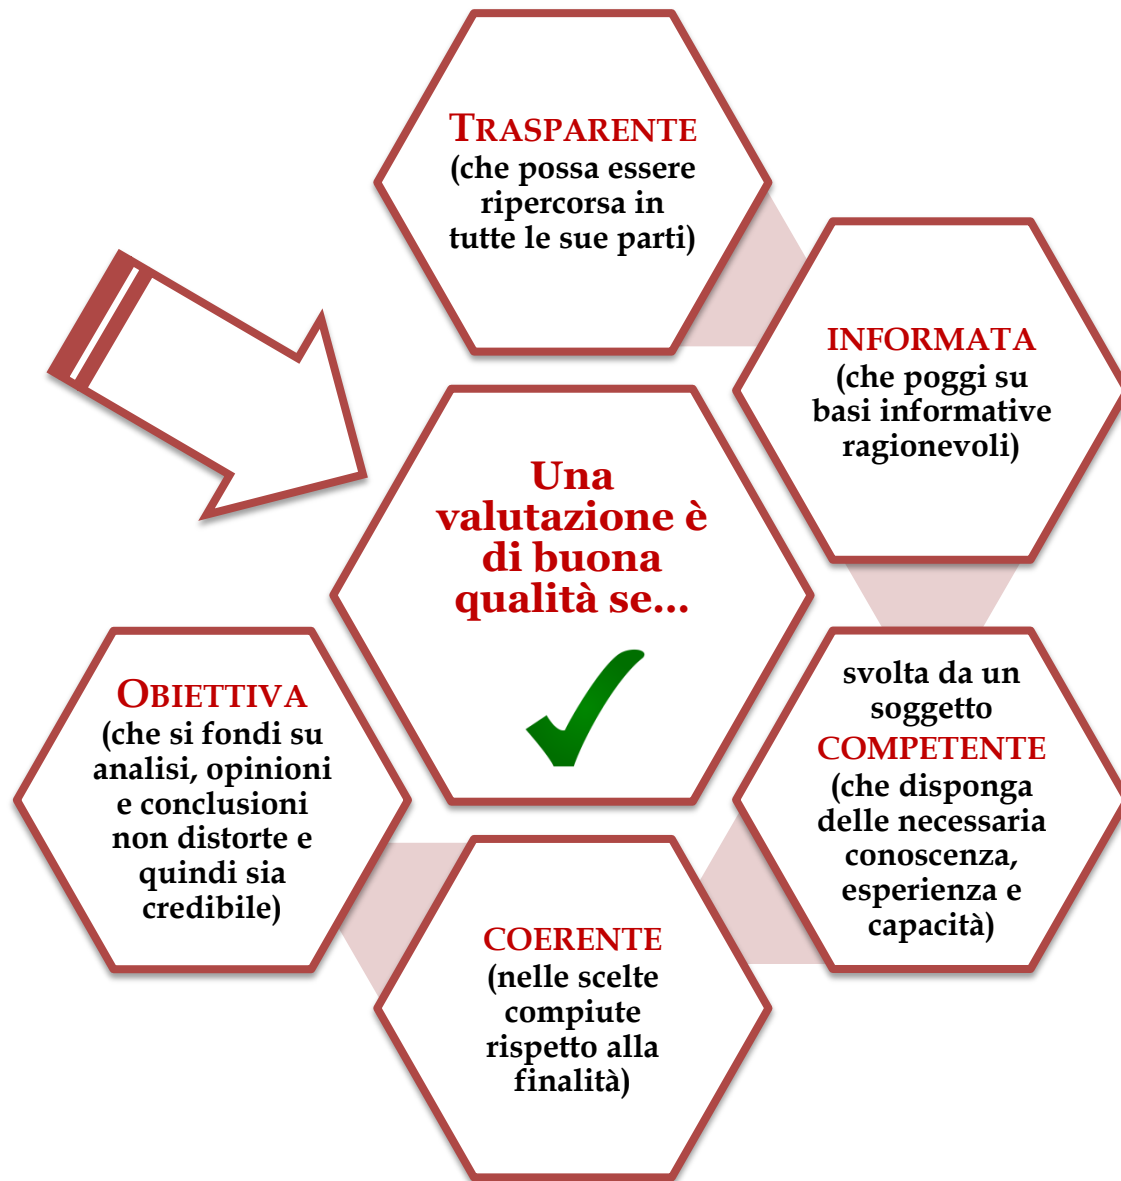 TRASPARENTE
(che possa essere
ripercorsa in
tutte le sue parti)
INFORMATA
(che poggi su
basi informative
ragionevoli)
Una
valutazione è
di buona
qualità se...
svolta da un
soggetto
COMPETENTE
(che disponga
delle necessaria
conoscenza,
esperienza e
capacità)
COERENTE
(nelle scelte
compiute
rispetto alla
finalità)
OBIETTIVA
(che si fondi su
analisi, opinioni
e conclusioni
non distorte e
quindi sia
credibile)